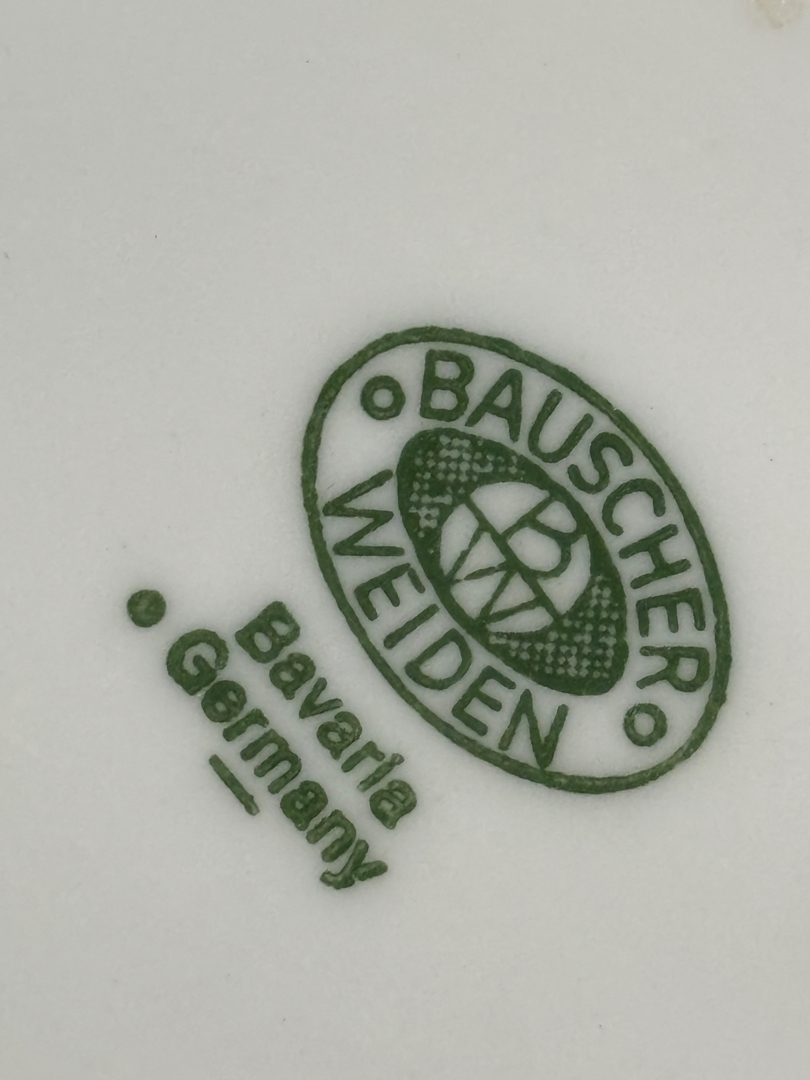 BAUSCHER
BW
WEIDEN
Bavaria
Germany